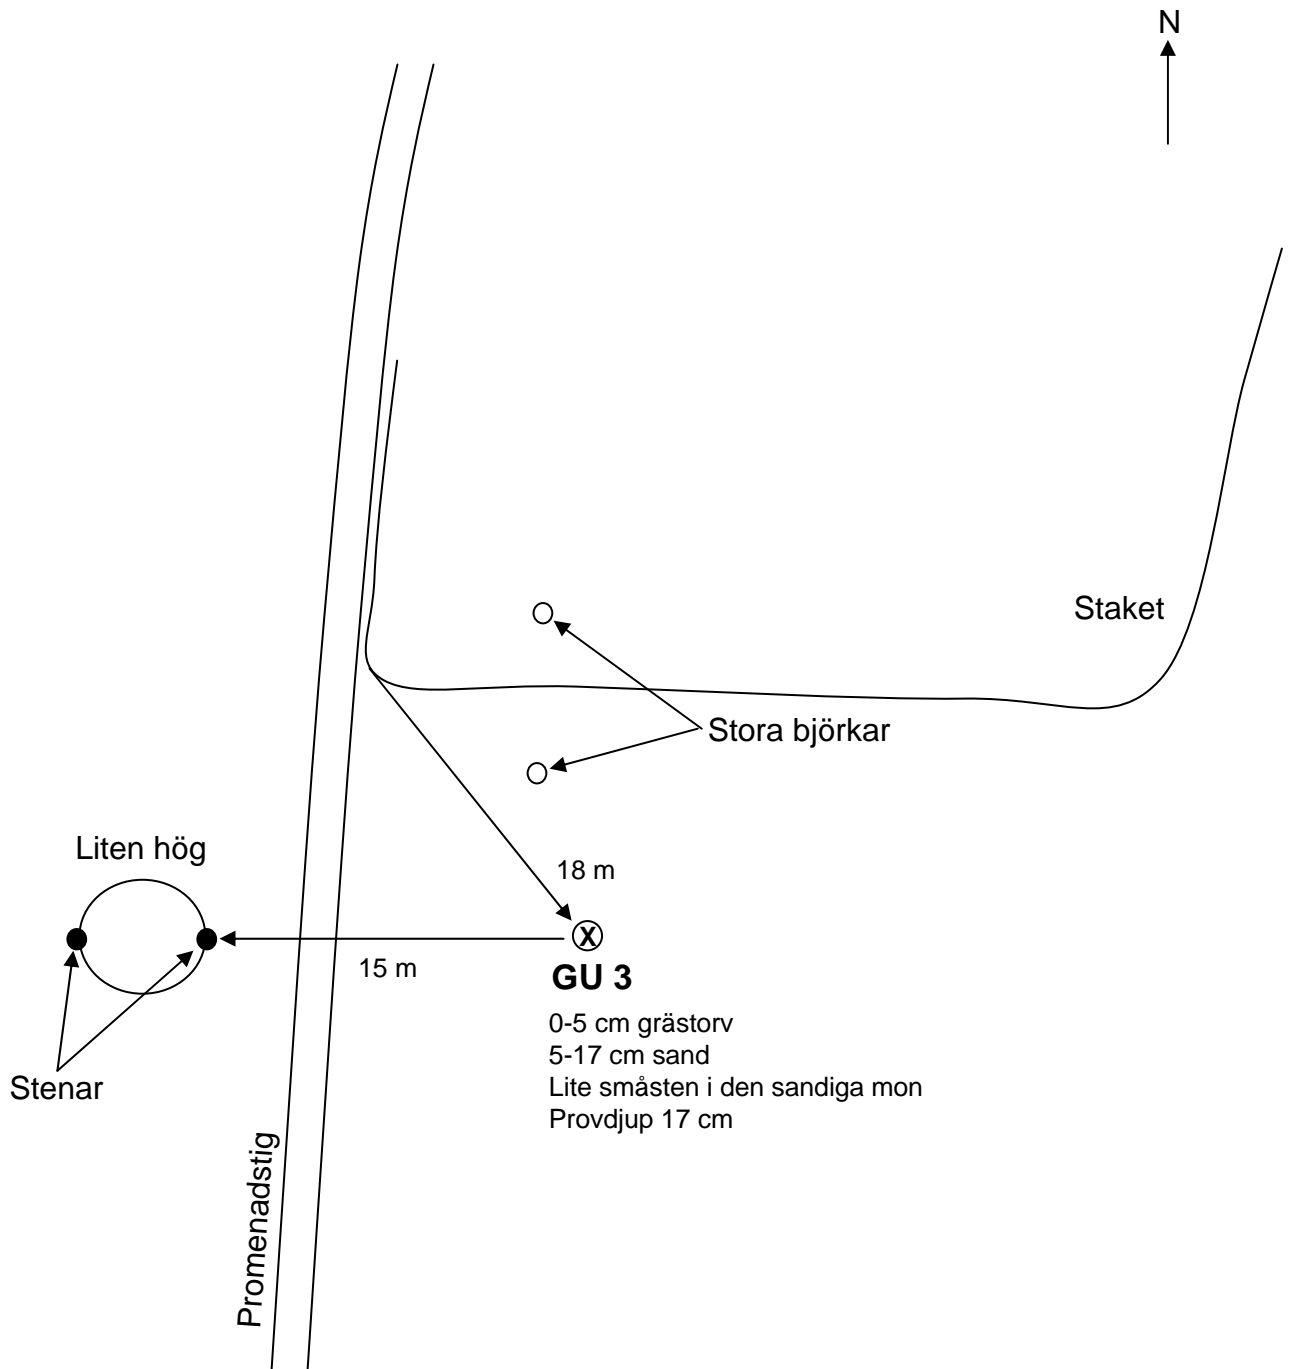 N
Staket
Stora björkar
Liten hög
18 m
X
15 m
GU 3
0-5 cm grästorv
5-17 cm sand
Lite småsten i den sandiga mon
Provdjup 17 cm
Stenar
Promenadstig